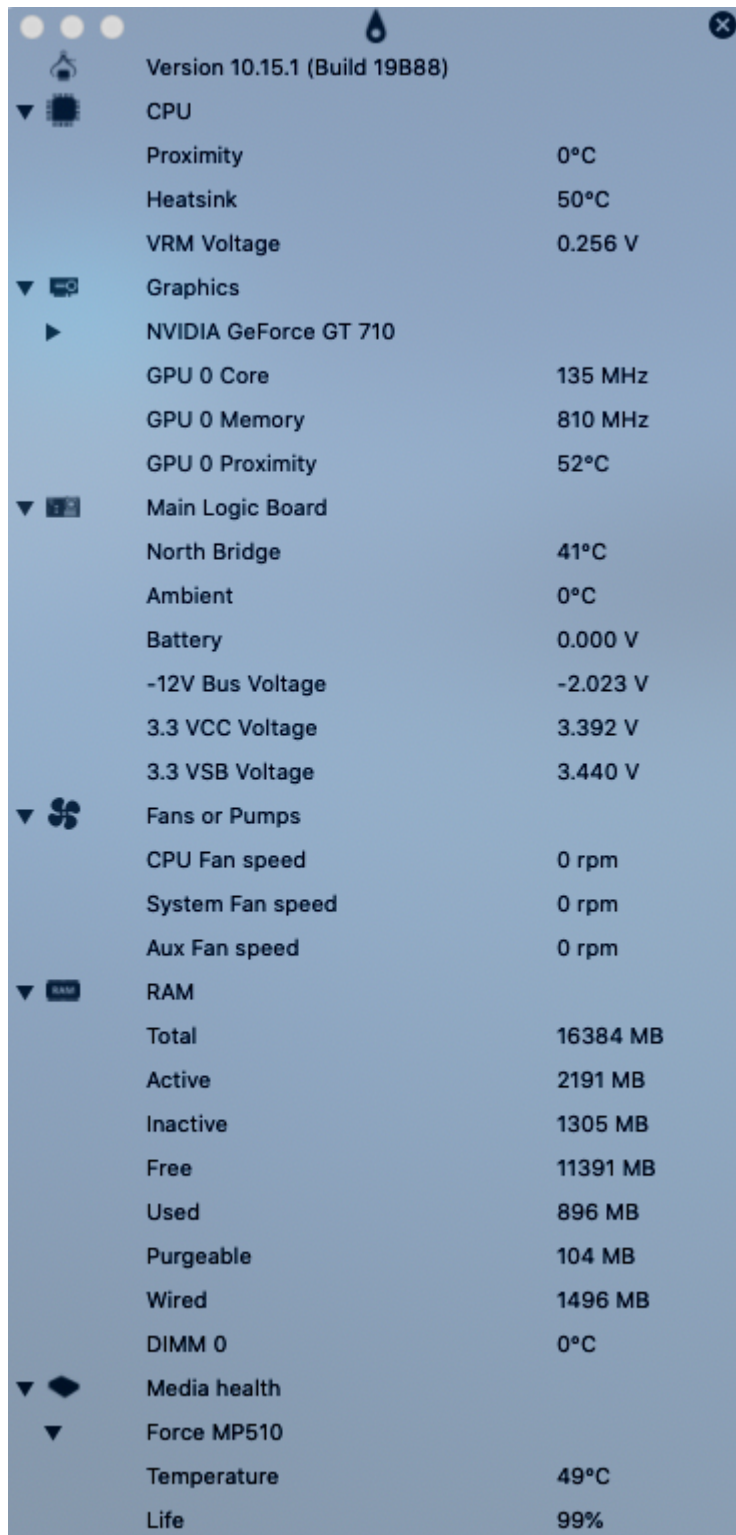 Version 10.15.1 (Build 19B88)
CPU
Proximity 0°C
Heatsink 50°C
VRM Voltage 0.256 V
Graphics
NVIDIA GeForce GT 710
GPU 0 Core 135 MHz
GPU 0 Memory 810 MHz
GPU 0 Proximity 52°C
Main Logic Board
North Bridge 41°C
Ambient 0°C
Battery 0.000 V
-12V Bus Voltage -2.023 V
3.3 VCC Voltage 3.392 V
3.3 VSB Voltage 3.440 V
Fans or Pumps
CPU Fan speed 0 rpm
System Fan speed 0 rpm
Aux Fan speed 0 rpm
RAM RAM
Total 16384 MB
Active 2191 MB
Inactive 1305 MB
Free 11391 MB
Used 896 MB
Purgeable 104 MB
Wired 1496 MB
DIMM 0 0°C
Media health
Force MP510
Temperature 49°C
Life 99%